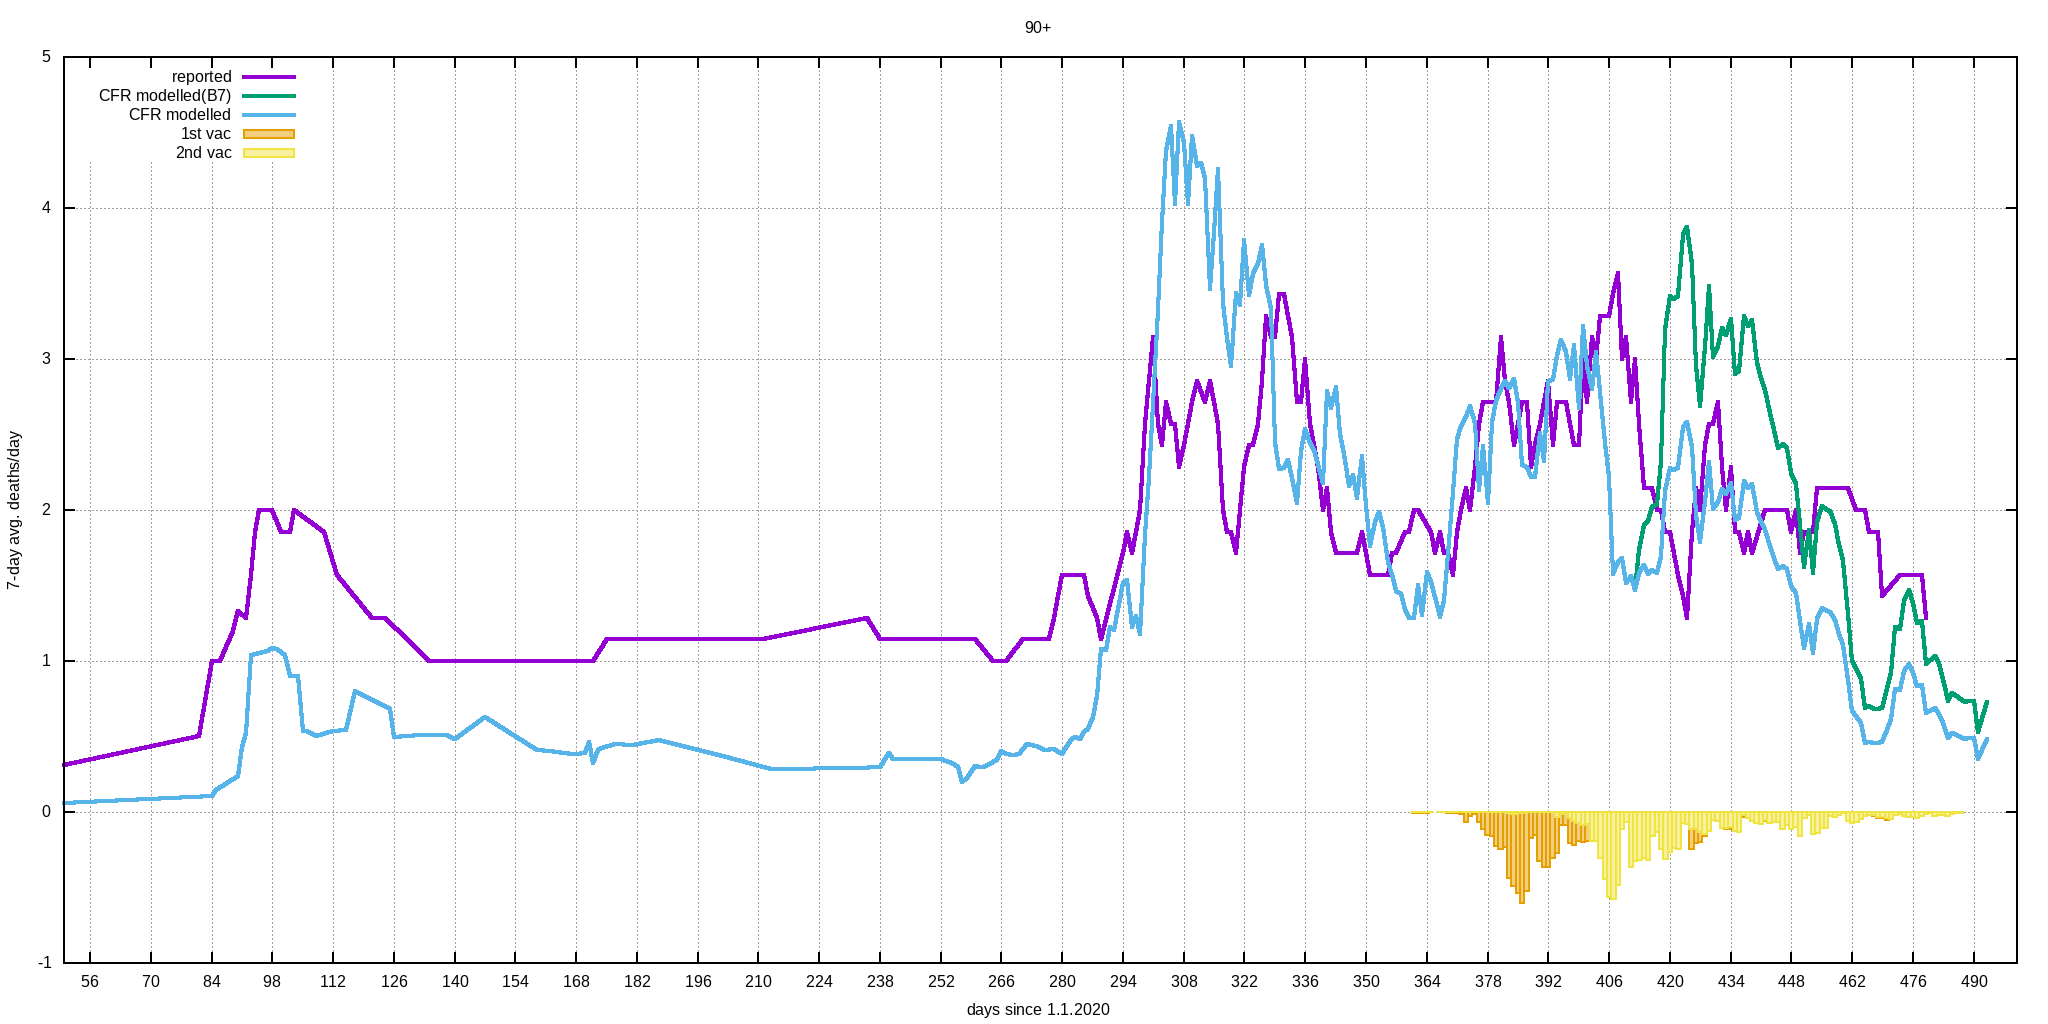 90+
5
4
3
2
1
0
-1
7-day avg. deaths/day
reported
CFR modelled(B7)
CFR modelled
1st vac
2nd vac
56 70 84 98 112 126 140 154 168 182 196 210 224 238 252 266 280 294 308 322 336 350 364 378 392 406 420 434 448 462 476 490
days since 1.1.2020